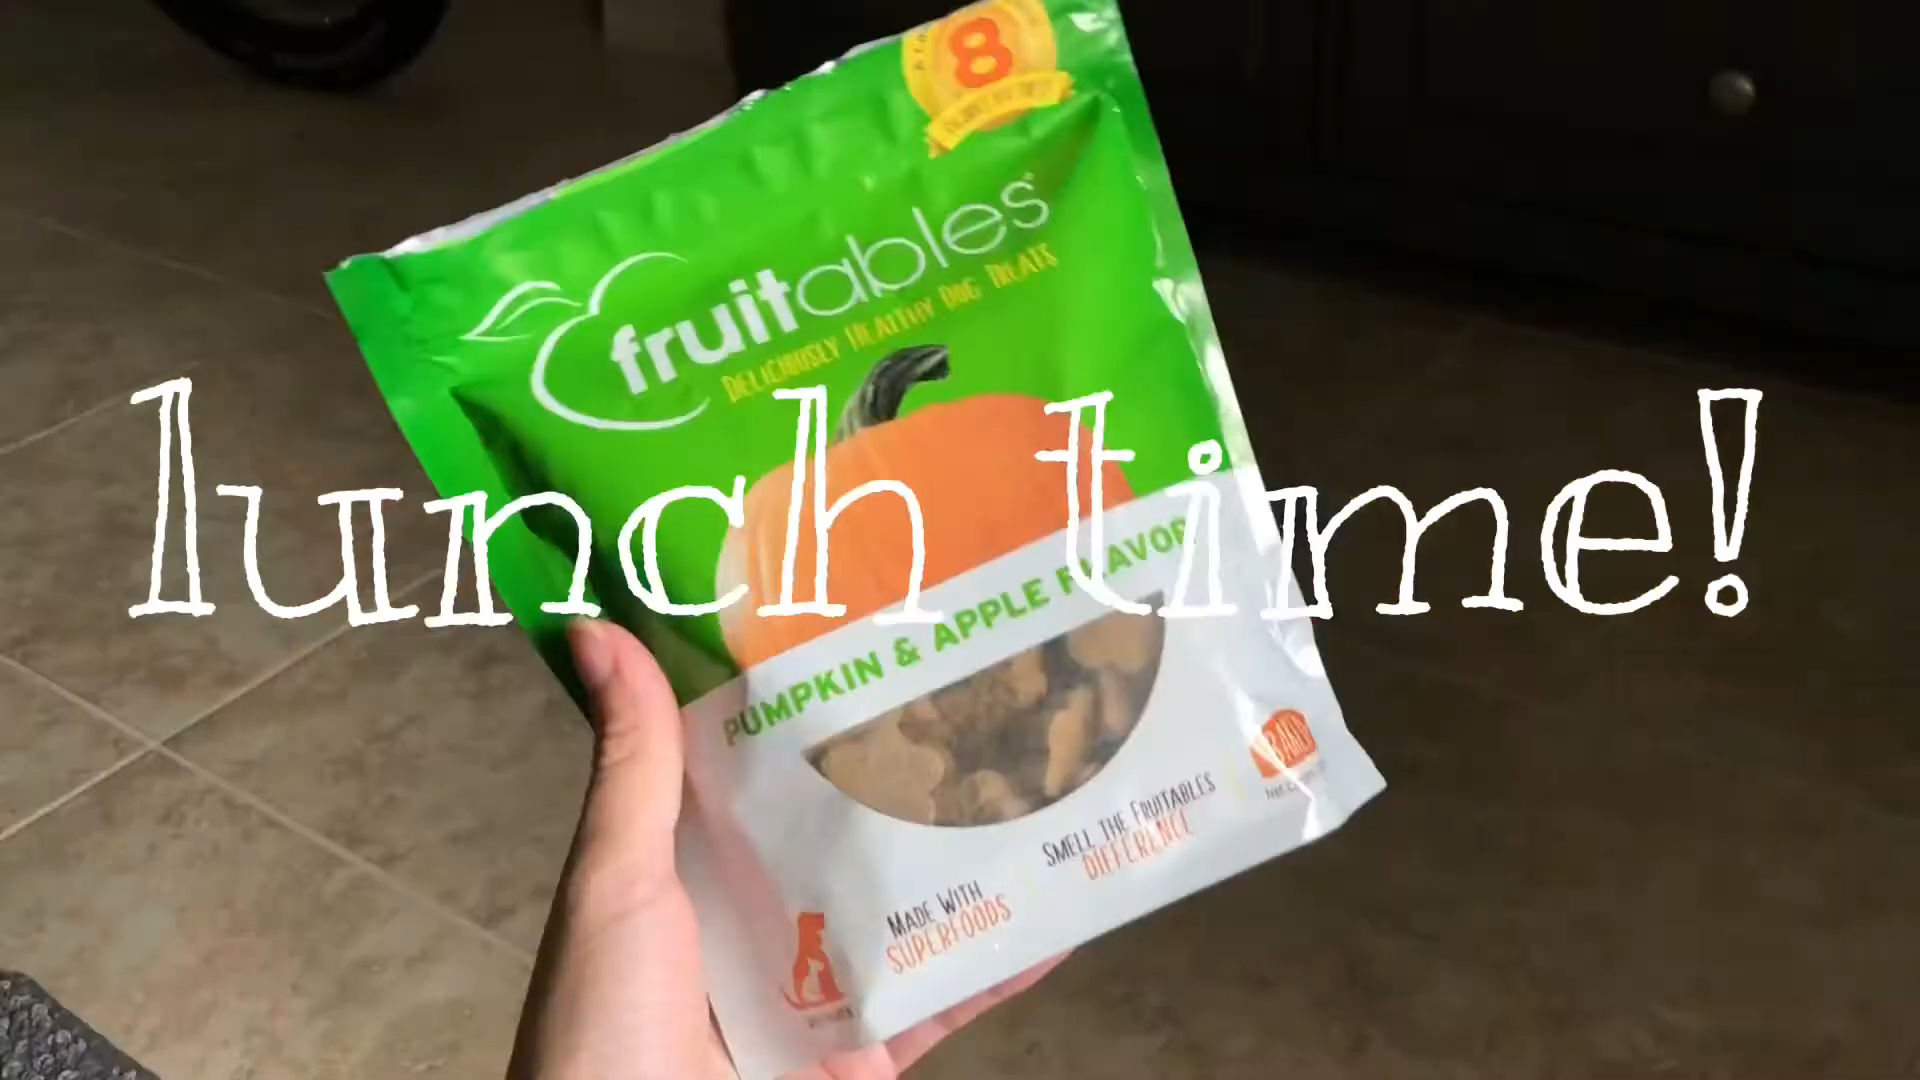 8
fruitables®
DELICIOUSLY HEALTHY DOG TREATS
lunch time!
PUMPKIN & APPLE FLAVOR
SMELL THE FRUITABLES
DIFFERENCE
MADE WITH
SUPERFOODS